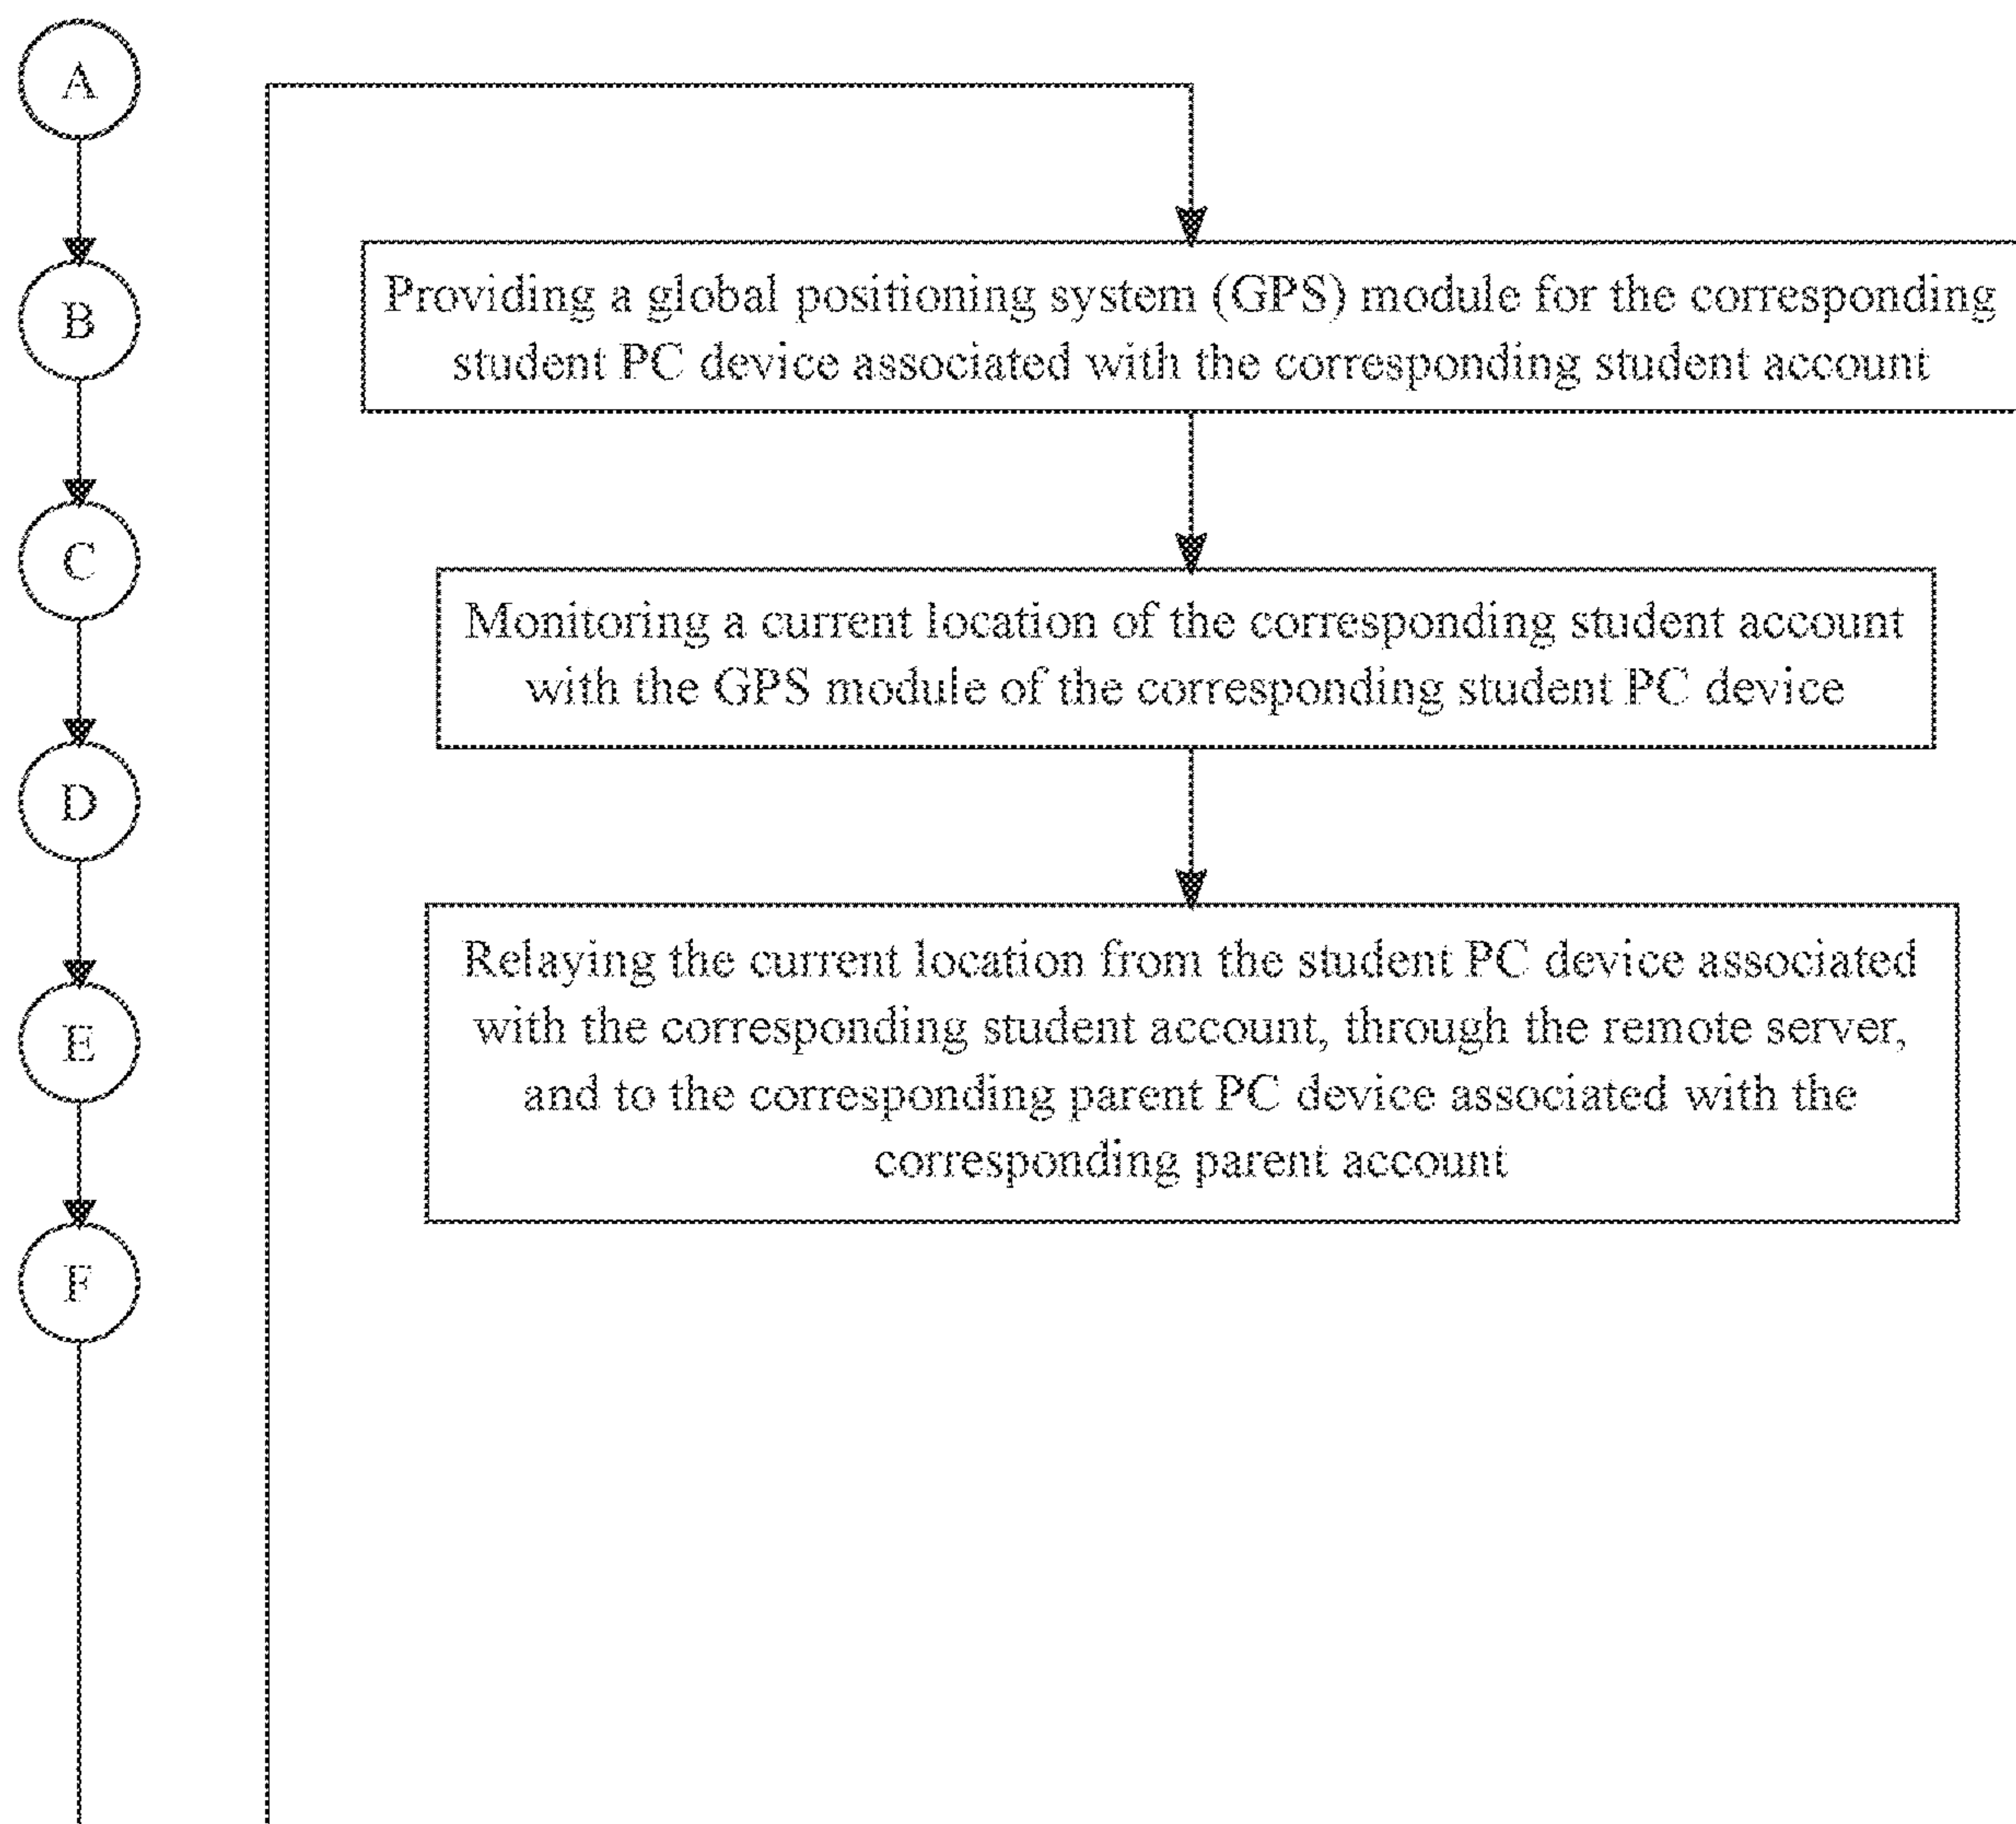 A
B
C
D
E
F
Providing a global positioning system (GPS) module for the corresponding
student PC device associated with the corresponding student account
Monitoring a current location of the corresponding student account
with the GPS module of the corresponding student PC device
Relaying the current location from the student PC device associated
with the corresponding student account, through the remote server,
and to the corresponding parent PC device associated with the
corresponding parent account